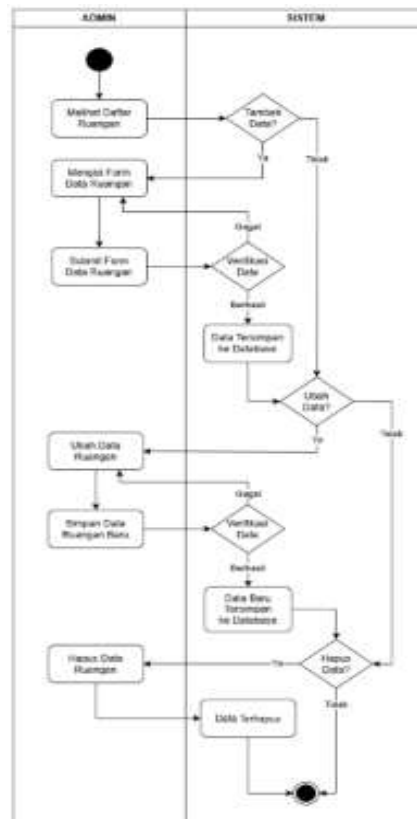 ADMIN
SISTEM
Melihat Daftar
Ruangan
Tambah
Data?
Ya
Tidak
Mengisi Form
Data Ruangan
Gagal
Submit Form
Data Ruangan
Verifikasi
Data
Berhasil
Data Tersimpan
ke Database
Ubah
Data?
Ya
Tidak
Ubah Data
Ruangan
Gagal
Simpan Data
Ruangan Baru
Verifikasi
Data
Berhasil
Data Baru
Tersimpan
ke Database
Hapus Data
Ruangan
Ya
Hapus
Data?
Tidak
Data Terhapus